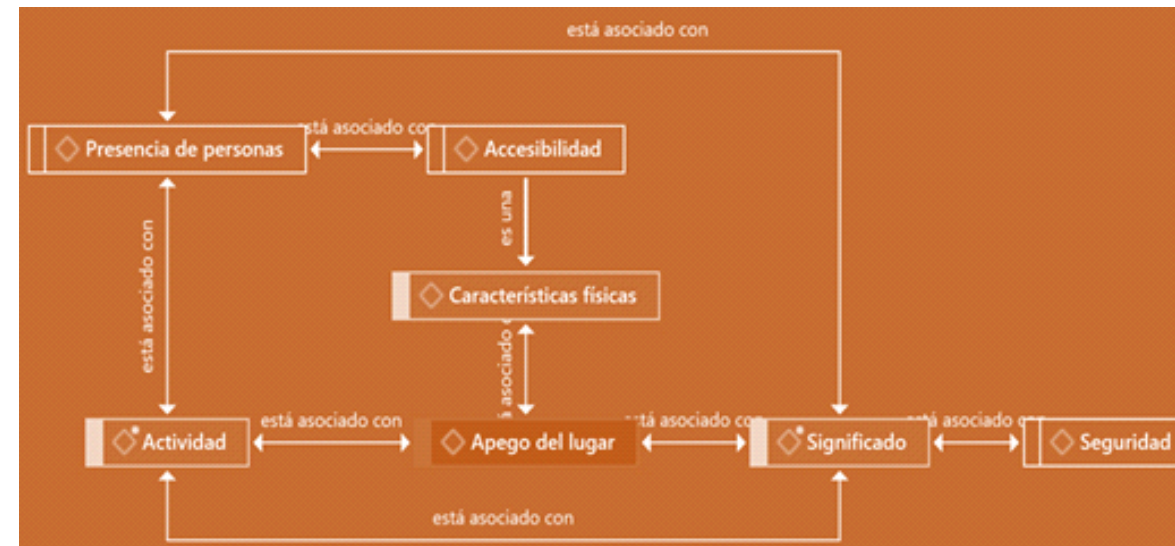 está asociado con
está asociado con
Presencia de personas
Accesibilidad
está asociado con
es una
Características físicas
asociado
está asociado con
está asociado con
está asociado con
Actividad
Apego del lugar
Significado
Seguridad
está asociado con